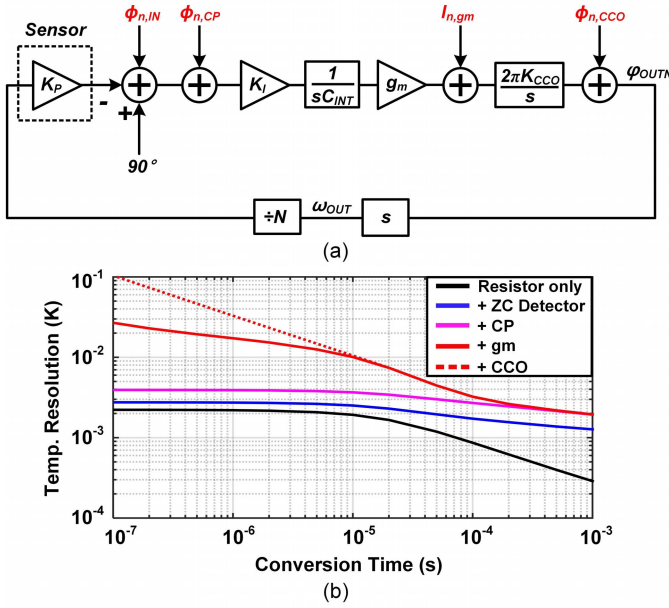 Sensor
ϕn,IN
ϕn,CP
In,gm
ϕn,CCO
KP
-
+
90°
KI
1
sCINT
gm
2πKCCO
s
φOUTN
÷N
ωOUT
s
(a)
Temp. Resolution (K)
10-1
10-2
10-3
10-4
Resistor only
+ ZC Detector
+ CP
+ gm
+ CCO
10-7
10-6
10-5
10-4
10-3
Conversion Time (s)
(b)